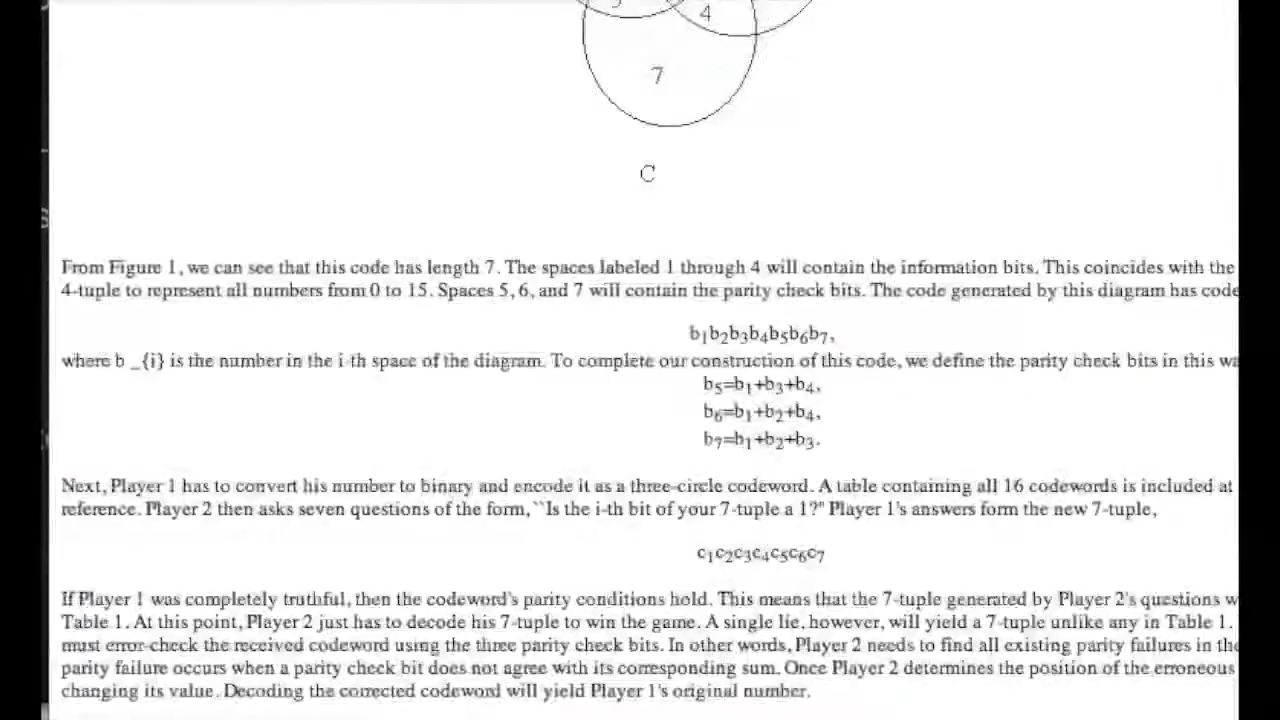 4
7
C
From Figure 1, we can see that this code has length 7. The spaces labeled 1 through 4 will contain the information bits. This coincides with the
4-tuple to represent all numbers from 0 to 15. Spaces 5, 6, and 7 will contain the parity check bits. The code generated by this diagram has code
b1b2b3b4b5b6b7,
where b _{i} is the number in the i-th space of the diagram. To complete our construction of this code, we define the parity check bits in this wa
b5=b1+b3+b4,
b6=b1+b2+b4,
b7=b1+b2+b3.
Next, Player 1 has to convert his number to binary and encode it as a three-circle codeword. A table containing all 16 codewords is included at
reference. Player 2 then asks seven questions of the form, ``Is the i-th bit of your 7-tuple a 1?" Player 1's answers form the new 7-tuple,
c1c2c3c4c5c6c7
If Player 1 was completely truthful, then the codeword's parity conditions hold. This means that the 7-tuple generated by Player 2's questions w
Table 1. At this point, Player 2 just has to decode his 7-tuple to win the game. A single lie, however, will yield a 7-tuple unlike any in Table 1.
must error-check the received codeword using the three parity check bits. In other words, Player 2 needs to find all existing parity failures in the
parity failure occurs when a parity check bit does not agree with its corresponding sum. Once Player 2 determines the position of the erroneous
changing its value. Decoding the corrected codeword will yield Player 1's original number.